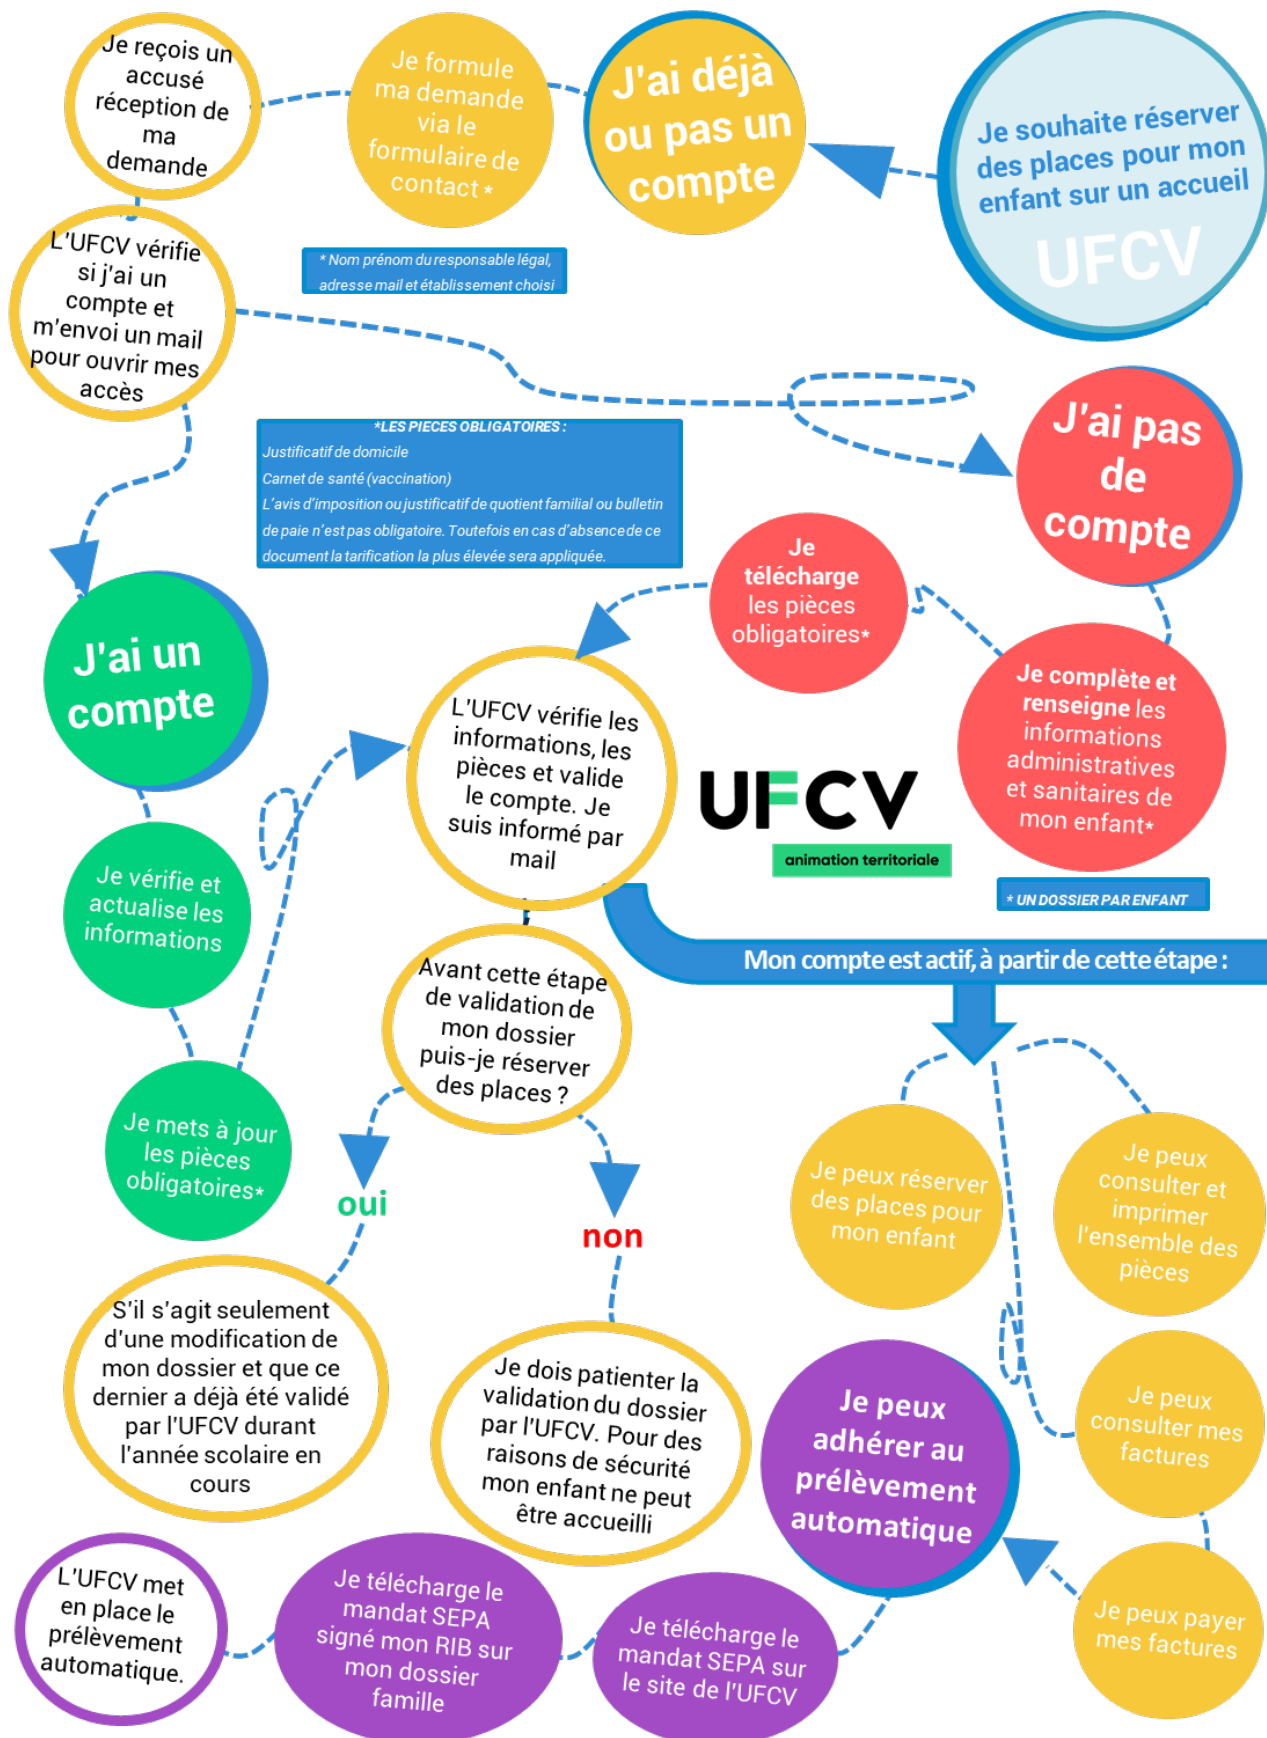 Je souhaite réserver
des places pour mon
enfant sur un accueil
UFCV
J'ai déjà
ou pas un
compte
Je formule
ma demande
via le
formulaire de
contact *
Je reçois un
accusé
réception de
ma
demande
* Nom prénom du responsable légal,
adresse mail et établissement choisi
L'UFCV vérifie
si j'ai un
compte et
m'envoi un mail
pour ouvrir mes
accès
J'ai pas
de
compte
*LES PIECES OBLIGATOIRES :
Justificatif de domicile
Carnet de santé (vaccination)
L'avis d'imposition ou justificatif de quotient familial ou bulletin
de paie n'est pas obligatoire. Toutefois en cas d'absence de ce
document la tarification la plus élevée sera appliquée.
Je
télécharge
les pièces
obligatoires*
Je complète et
renseigne les
informations
administratives
et sanitaires de
mon enfant*
* UN DOSSIER PAR ENFANT
J'ai un
compte
Je vérifie et
actualise les
informations
Je mets à jour
les pièces
obligatoires*
L'UFCV vérifie les
informations, les
pièces et valide
le compte. Je
suis informé par
mail
UFCV
animation territoriale
Mon compte est actif, à partir de cette étape :
Avant cette étape
de validation de
mon dossier
puis-je réserver
des places ?
oui
non
S'il s'agit seulement
d'une modification de
mon dossier et que ce
dernier a déjà été validé
par l'UFCV durant
l'année scolaire en
cours
Je dois patienter la
validation du dossier
par l'UFCV. Pour des
raisons de sécurité
mon enfant ne peut
être accueilli
Je peux réserver
des places pour
mon enfant
Je peux
consulter et
imprimer
l'ensemble des
pièces
Je peux
consulter mes
factures
Je peux payer
mes factures
Je peux
adhérer au
prélèvement
automatique
Je télécharge le
mandat SEPA sur
le site de l'UFCV
Je télécharge le
mandat SEPA
signé mon RIB sur
mon dossier
famille
L'UFCV met
en place le
prélèvement
automatique.